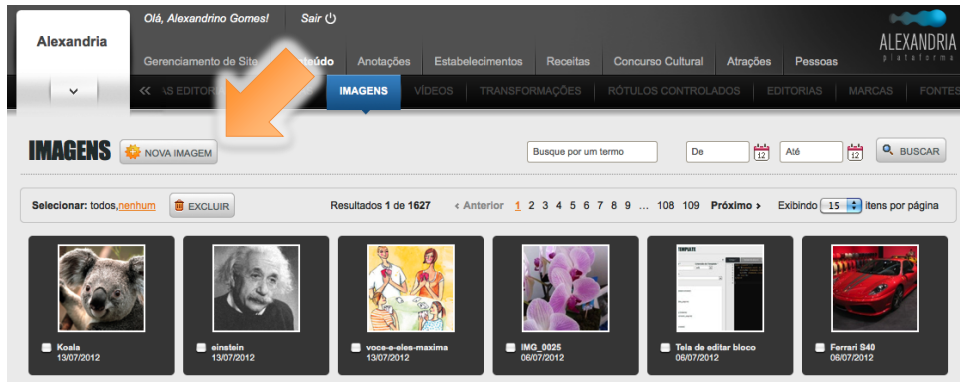 Olá, Alexandrino Gomes! Sair
Alexandria
ALEXANDRIA
plataforma
Gerenciamento de Site Anotações Estabelecimentos Receitas Concurso Cultural Atrações Pessoas
IMAGENS VÍDEOS TRANSFORMAÇÕES RÓTULOS CONTROLADOS EDITORIAS MARCAS FONTES
IMAGENS NOVA IMAGEM Busque por um termo De 12 Até 12 BUSCAR
Selecionar: todos,nenhum EXCLUIR Resultados 1 de 1627 < Anterior 1 2 3 4 5 6 7 8 9 ... 108 109 Próximo > Exibindo 15 itens por página
TEMPLATE
Koala einstein voce-e-eles-maxima IMG_0025 Tela de editar bloco Ferrari S40
13/07/2012 13/07/2012 13/07/2012 06/07/2012 06/07/2012 06/07/2012